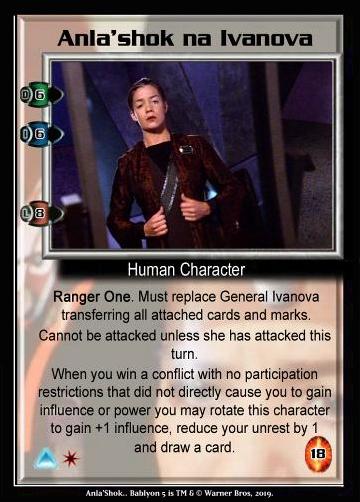 Anla'shok na Ivanova
D 6
D 6
L 8
Human Character
Ranger One. Must replace General Ivanova
transferring all attached cards and marks.
Cannot be attacked unless she has attacked this
turn.
When you win a conflict with no participation
restrictions that did not directly cause you to gain
influence or power you may rotate this character
to gain +1 influence, reduce your unrest by 1
and draw a card.
18
Anla'Shok.. Bablyon 5 is TM & © Warner Bros, 2019.